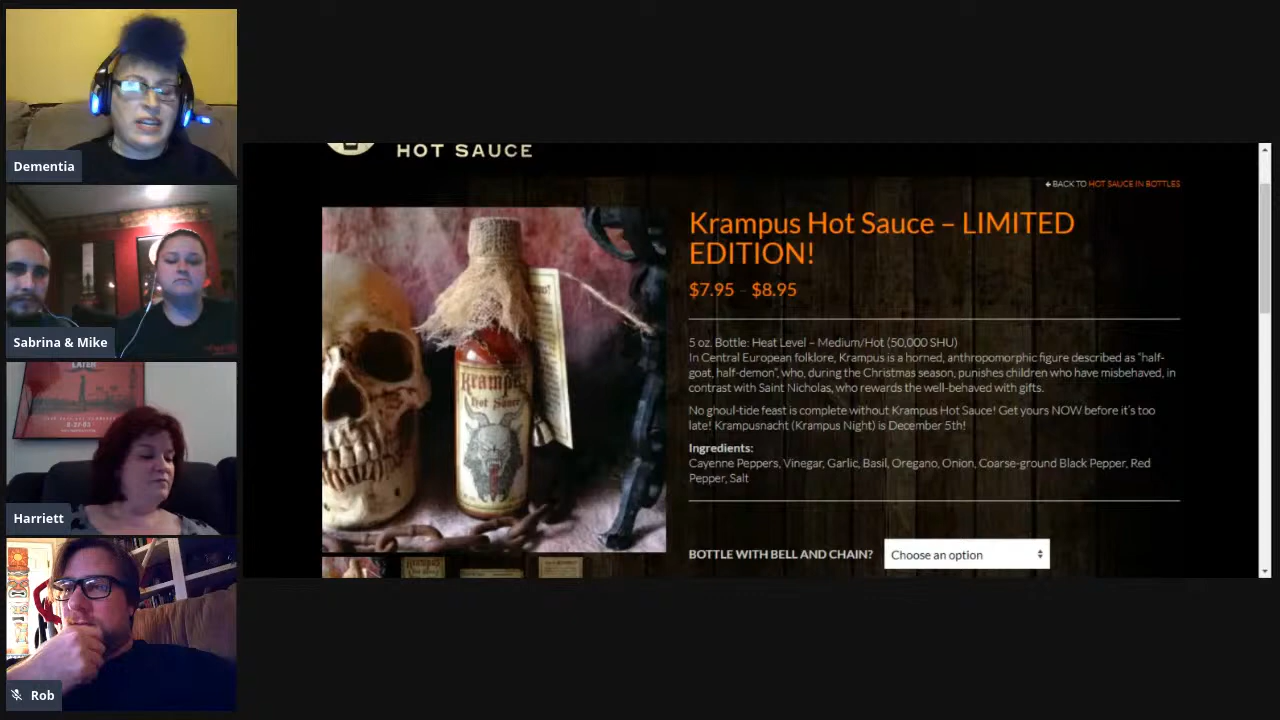 Dementia
Sabrina & Mike
LATER
Harriett
Rob
HOT SAUCE
BACK TO HOT SAUCE IN BOTTLES
Krampus Hot Sauce – LIMITED
EDITION!
$7.95 – $8.95
5 oz. Bottle: Heat Level – Medium/Hot (50,000 SHU)
In Central European folklore, Krampus is a horned, anthropomorphic figure described as "half-
goat, half-demon", who, during the Christmas season, punishes children who have misbehaved, in
contrast with Saint Nicholas, who rewards the well-behaved with gifts.
No ghoul-tide feast is complete without Krampus Hot Sauce! Get yours NOW before it's too
late! Krampusnacht (Krampus Night) is December 5th!
Ingredients:
Cayenne Peppers, Vinegar, Garlic, Basil, Oregano, Onion, Coarse-ground Black Pepper, Red
Pepper, Salt
BOTTLE WITH BELL AND CHAIN?
Choose an option
Krampus
Hot Sauce